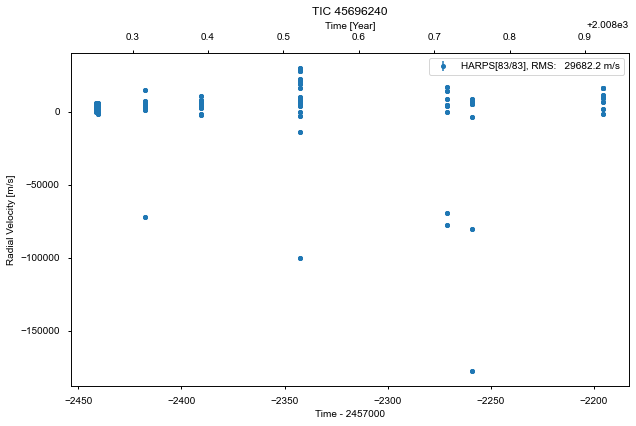 TIC 45696240
Time [Year]
+2.008e3
0.3 0.4 0.5 0.6 0.7 0.8 0.9
HARPS[83/83], RMS: 29682.2 m/s
0
−50000
−100000
−150000
Radial Velocity [m/s]
−2450 −2400 −2350 −2300 −2250 −2200
Time - 2457000